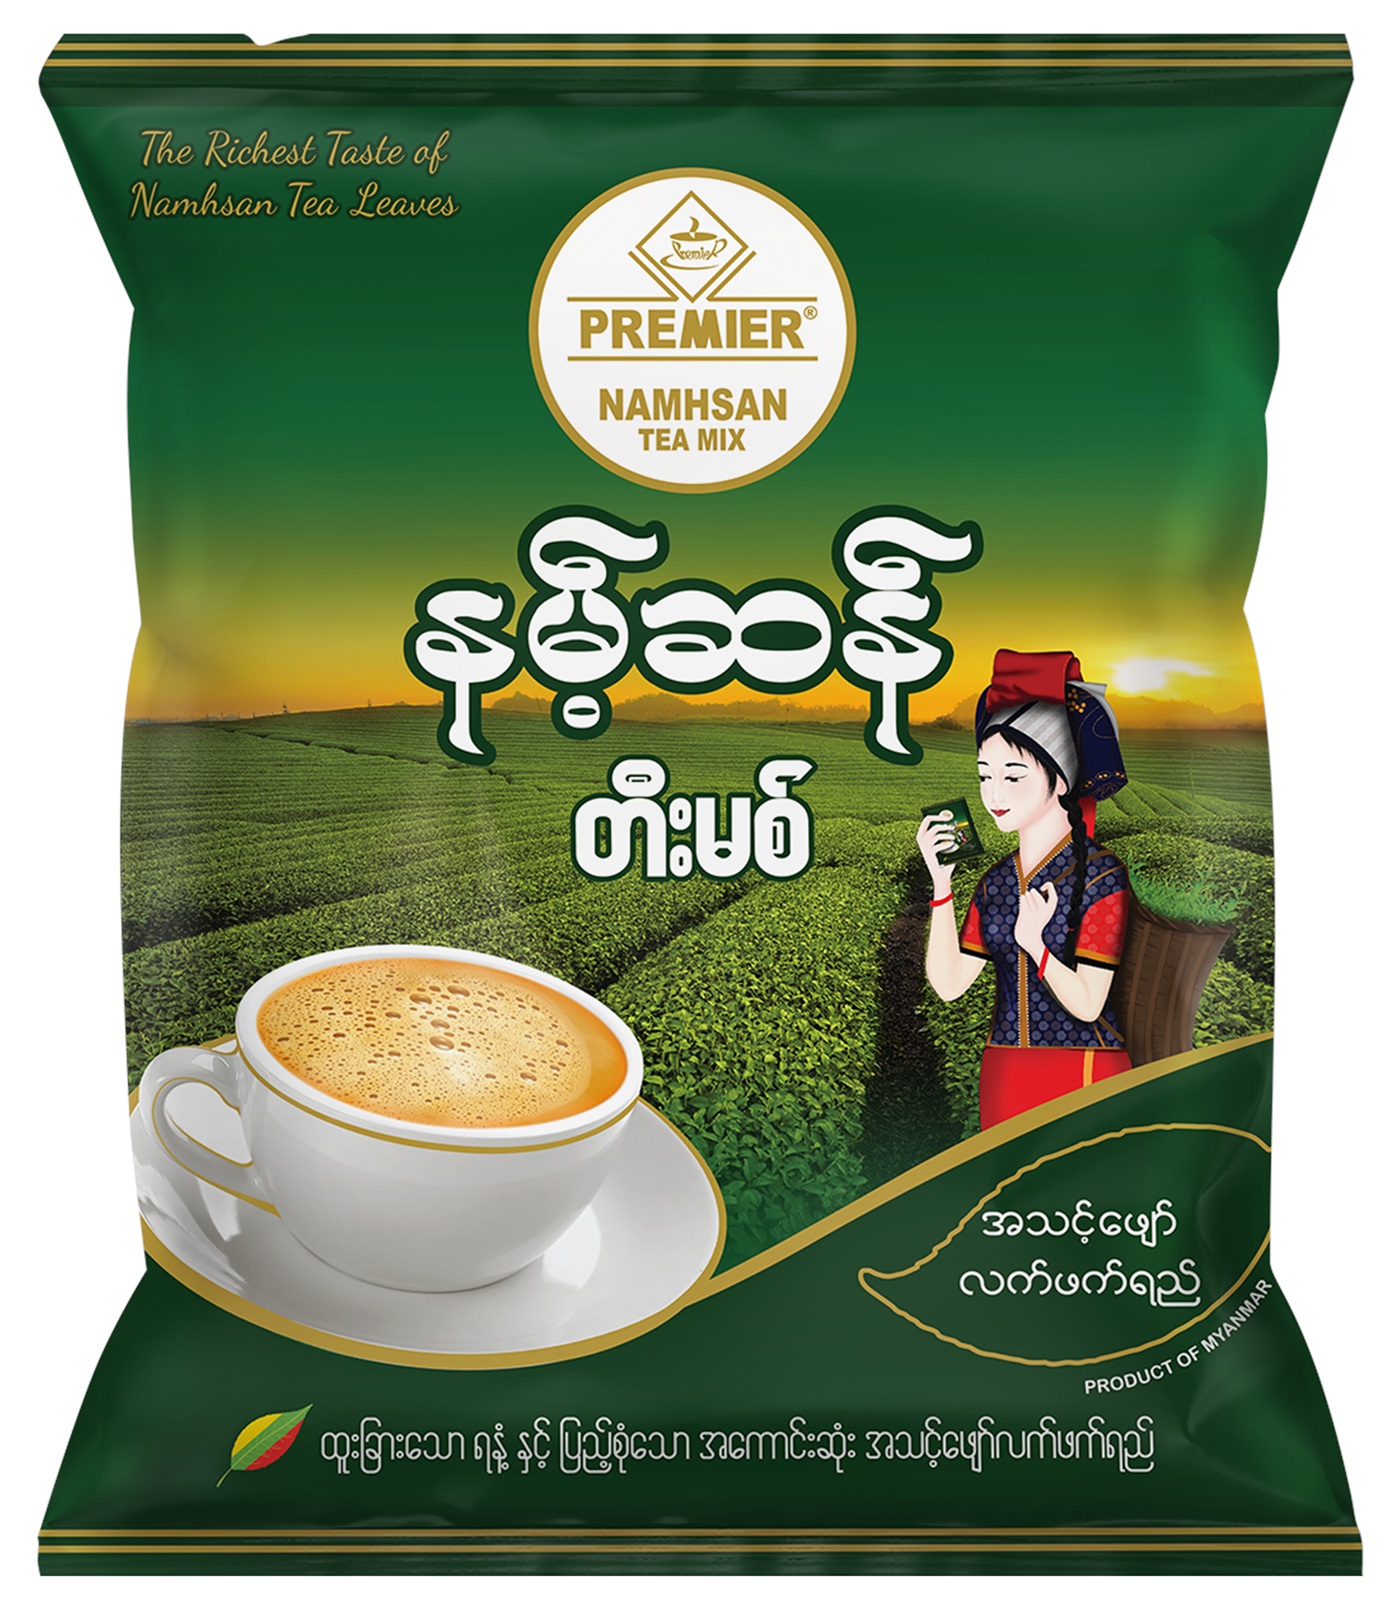 The Richest Taste of
Namhsan Tea Leaves
PremieR
PREMIER®
NAMHSAN
TEA MIX
နမ့်ဆန်
တီးမစ်
အသင့်ဖျော်
လက်ဖက်ရည်
PRODUCT OF MYANMAR
ထူးခြားသော ရနံ့ နှင့် ပြည့်စုံသော အကောင်းဆုံး အသင့်ဖျော်လက်ဖက်ရည်